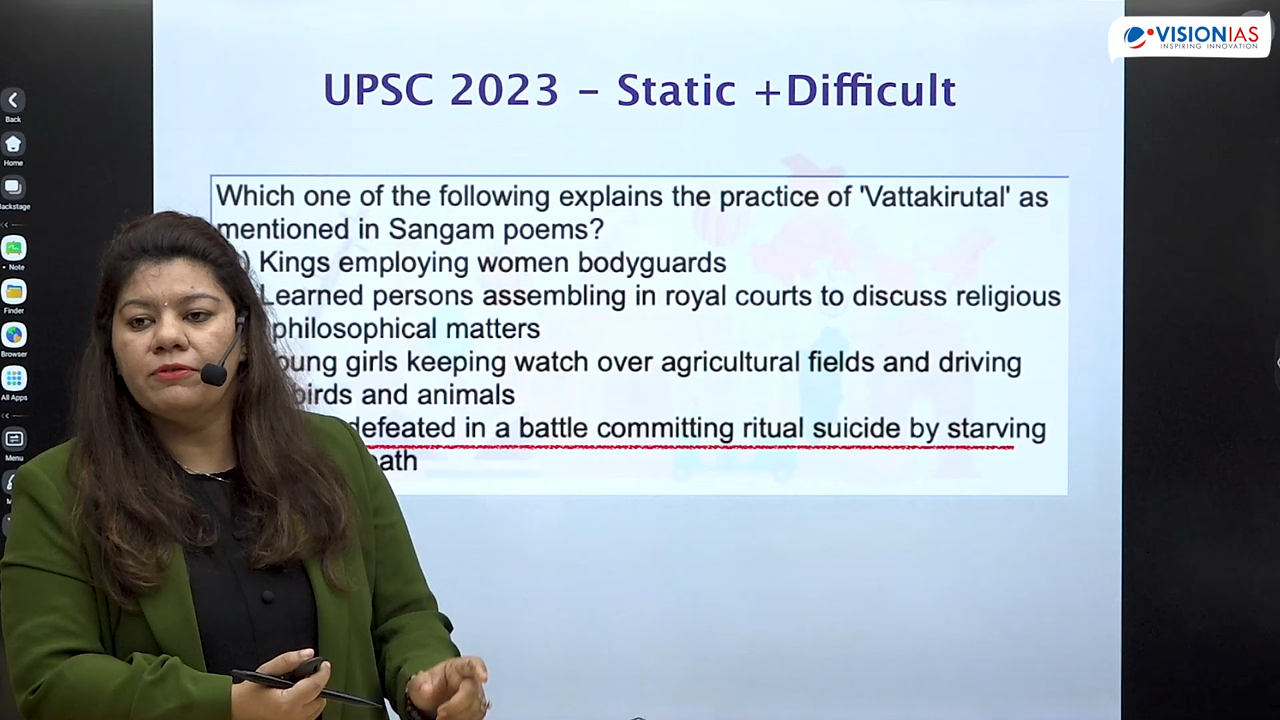 VISIONIAS
INSPIRING INNOVATION
UPSC 2023 – Static +Difficult
Back
Home
Backstage
Note
Finder
Browser
All Apps
Menu
Which one of the following explains the practice of 'Vattakirutal' as
mentioned in Sangam poems?
) Kings employing women bodyguards
Learned persons assembling in royal courts to discuss religious
philosophical matters
oung girls keeping watch over agricultural fields and driving
birds and animals
defeated in a battle committing ritual suicide by starving
ath